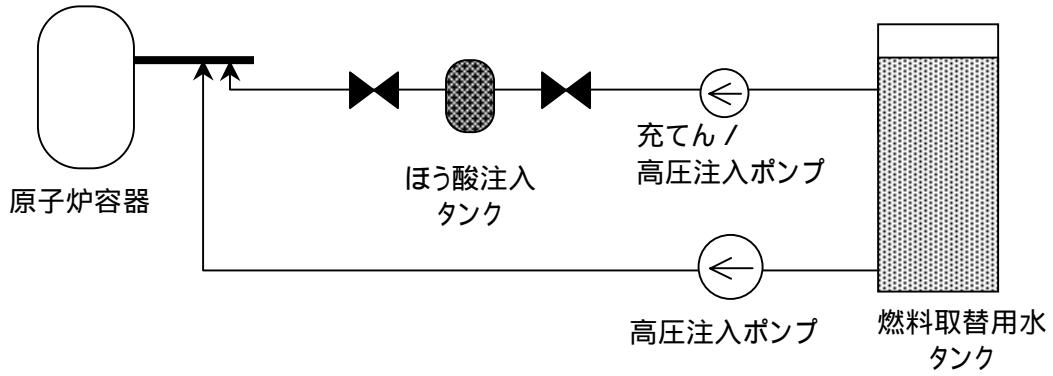 充てん /
高圧注入ポンプ
ほう酸注入
タンク
原子炉容器
高圧注入ポンプ
燃料取替用水
タンク